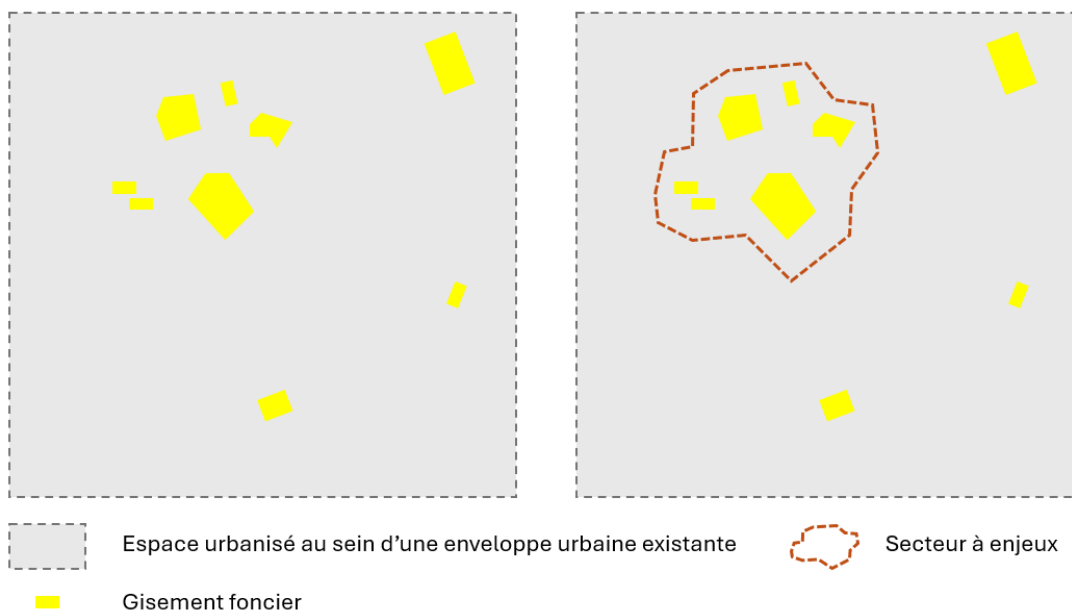 Espace urbanisé au sein d’une enveloppe urbaine existante
Secteur à enjeux
Gisement foncier